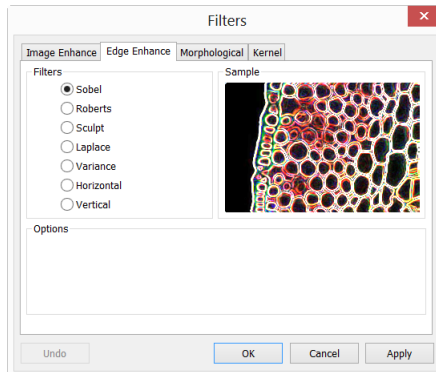 Filters
Image Enhance Edge Enhance Morphological Kernel
Filters
Sobel
Roberts
Sculpt
Laplace
Variance
Horizontal
Vertical
Sample
Options
Undo OK Cancel Apply